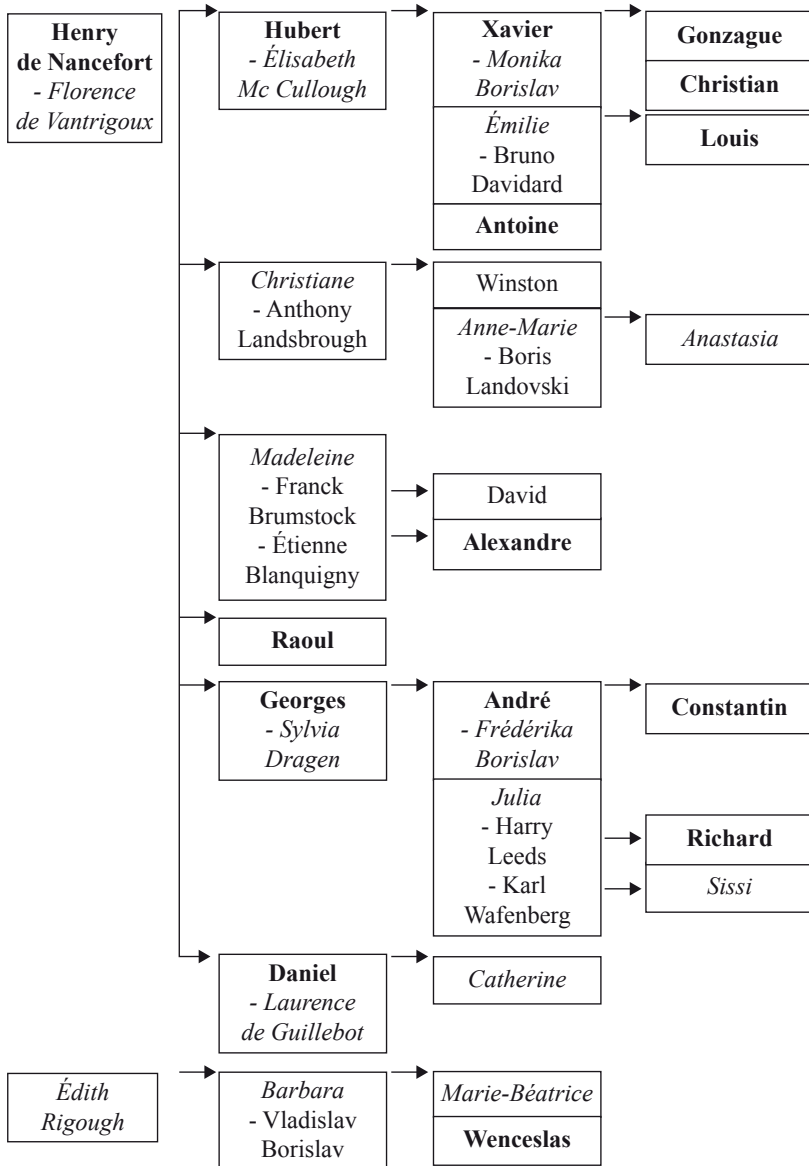 Henry
de Nancefort
- Florence
de Vantrigoux
Hubert
- Élisabeth
Mc Cullough
Xavier
- Monika
Borislav
Gonzague
Christian
Émilie
- Bruno
Davidard
Louis
Antoine
Christiane
- Anthony
Landsbrough
Winston
Anne-Marie
- Boris
Landovski
Anastasia
Madeleine
- Franck
Brumstock
- Étienne
Blanquigny
David
Alexandre
Raoul
Georges
- Sylvia
Dragen
André
- Frédérika
Borislav
Constantin
Julia
- Harry
Leeds
- Karl
Wafenberg
Richard
Sissi
Daniel
- Laurence
de Guillebot
Catherine
Édith
Rigough
Barbara
- Vladislav
Borislav
Marie-Béatrice
Wenceslas